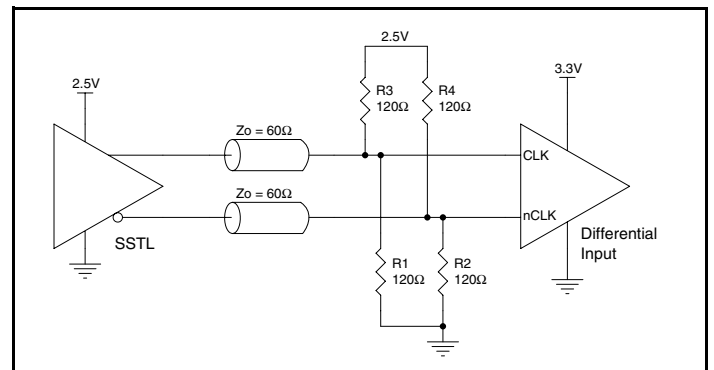 2.5V
2.5V
3.3V
R3
120Ω
R4
120Ω
Zo = 60Ω
CLK
Zo = 60Ω
nCLK
SSTL
Differential
Input
R1
120Ω
R2
120Ω